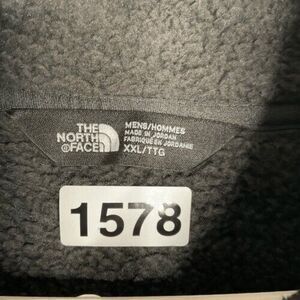 THE
NORTH
FACE
MENS/HOMMES
MADE IN JORDAN
FABRIQUÉ EN JORDANIE
XXL/TTG
1578